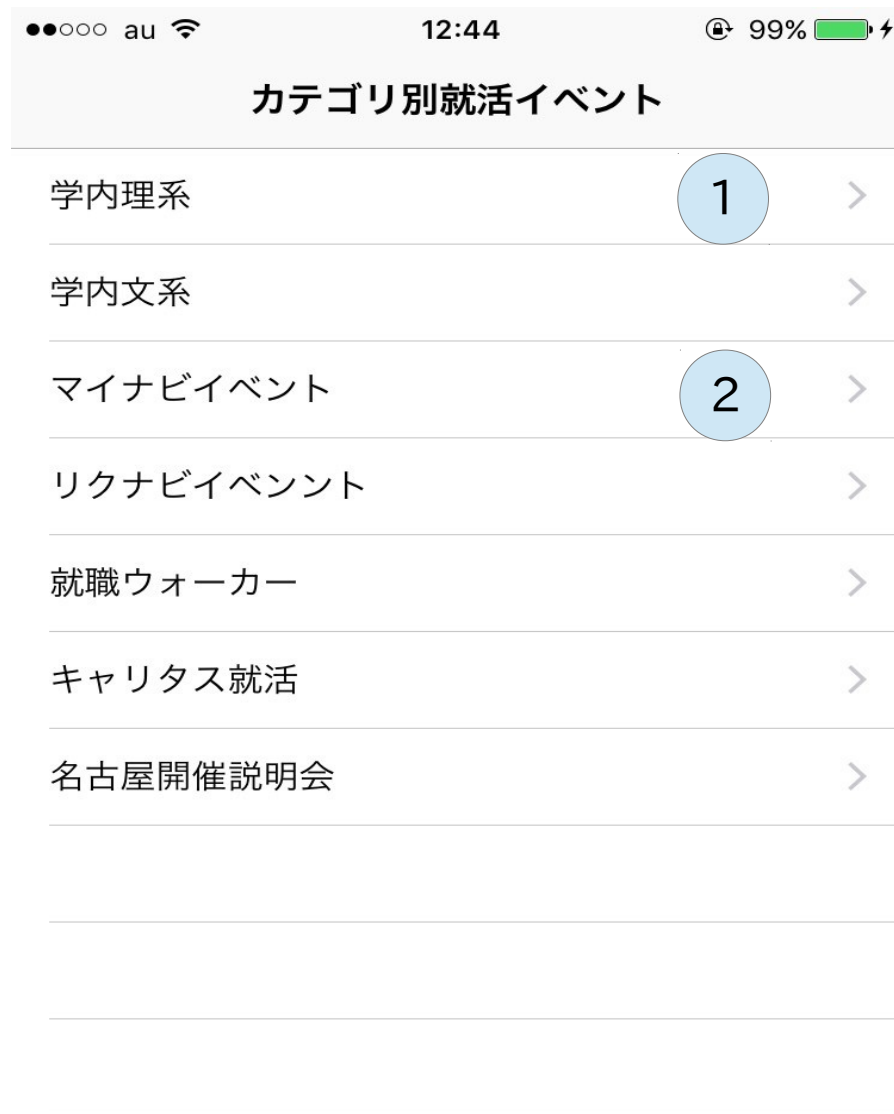 au 12:44 99%
カテゴリ別就活イベント
学内理系 1
学内文系
マイナビイベント 2
リクナビイベンント
就職ウォーカー
キャリタス就活
名古屋開催説明会